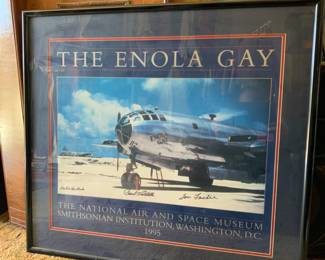 THE ENOLA GAY
THE NATIONAL AIR AND SPACE MUSEUM
SMITHSONIAN INSTITUTION, WASHINGTON, D.C.
1995